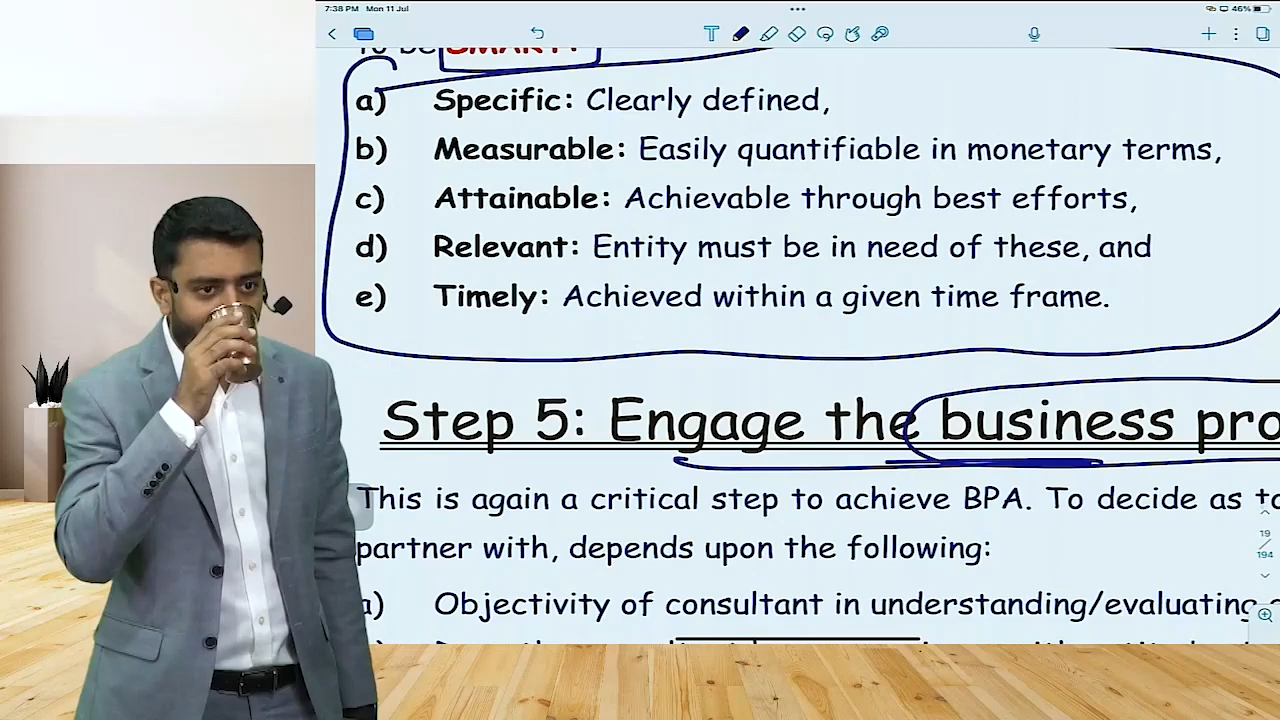 7:38 PM Mon 11 Jul
46%
To be SMART:
a) Specific: Clearly defined,
b) Measurable: Easily quantifiable in monetary terms,
c) Attainable: Achievable through best efforts,
d) Relevant: Entity must be in need of these, and
e) Timely: Achieved within a given time frame.
Step 5: Engage the business pro
This is again a critical step to achieve BPA. To decide as to
partner with, depends upon the following:
19
/
194
a) Objectivity of consultant in understanding/evaluating